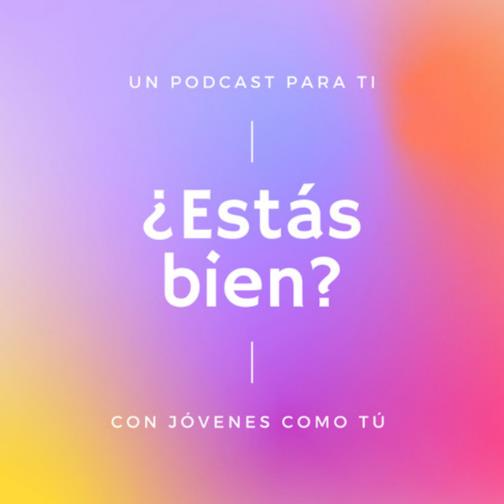 UN PODCAST PARA TI
¿Estás
bien?
CON JÓVENES COMO TÚ